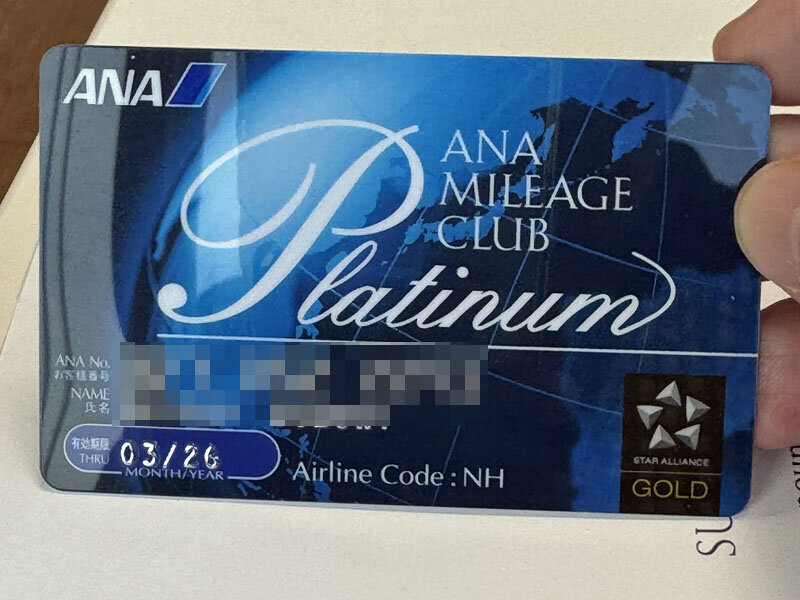 ANA
ANA
MILEAGE
CLUB
Platinum
ANA No.
お客様番号
NAME
氏名
有効期限
THRU
03/26
MONTH/YEAR
Airline Code : NH
STAR ALLIANCE
GOLD